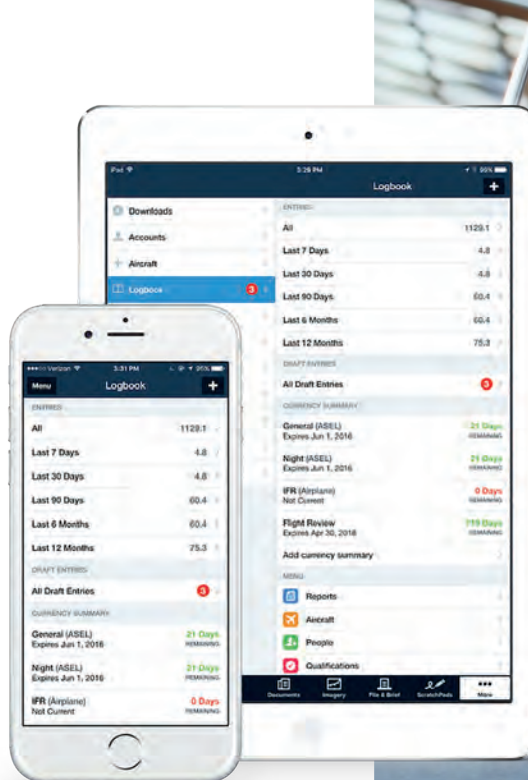 iPad
3:29 PM
Logbook
+
Downloads
Accounts
Aircraft
Logbook 3
ENTRIES
All 1129.1
Last 7 Days 4.8
Last 30 Days 4.8
Last 90 Days 60.4
Last 6 Months 60.4
Last 12 Months 75.3
DRAFT ENTRIES
All Draft Entries 3
CURRENCY SUMMARY
General (ASEL) 21 Days
Expires Jun 1, 2016 REMAINING
Night (ASEL) 21 Days
Expires Jun 1, 2016 REMAINING
IFR (Airplane) 0 Days
Not Current REMAINING
Flight Review 719 Days
Expires Apr 30, 2018 REMAINING
Add currency summary
MENU
Reports
Aircraft
People
Qualifications
Documents Imagery File & Brief ScratchPads More
Verizon 3:31 PM
Menu Logbook +
ENTRIES
All 1129.1
Last 7 Days 4.8
Last 30 Days 4.8
Last 90 Days 60.4
Last 6 Months 60.4
Last 12 Months 75.3
DRAFT ENTRIES
All Draft Entries 3
CURRENCY SUMMARY
General (ASEL) 21 Days
Expires Jun 1, 2016 REMAINING
Night (ASEL) 21 Days
Expires Jun 1, 2016 REMAINING
IFR (Airplane) 0 Days
Not Current REMAINING